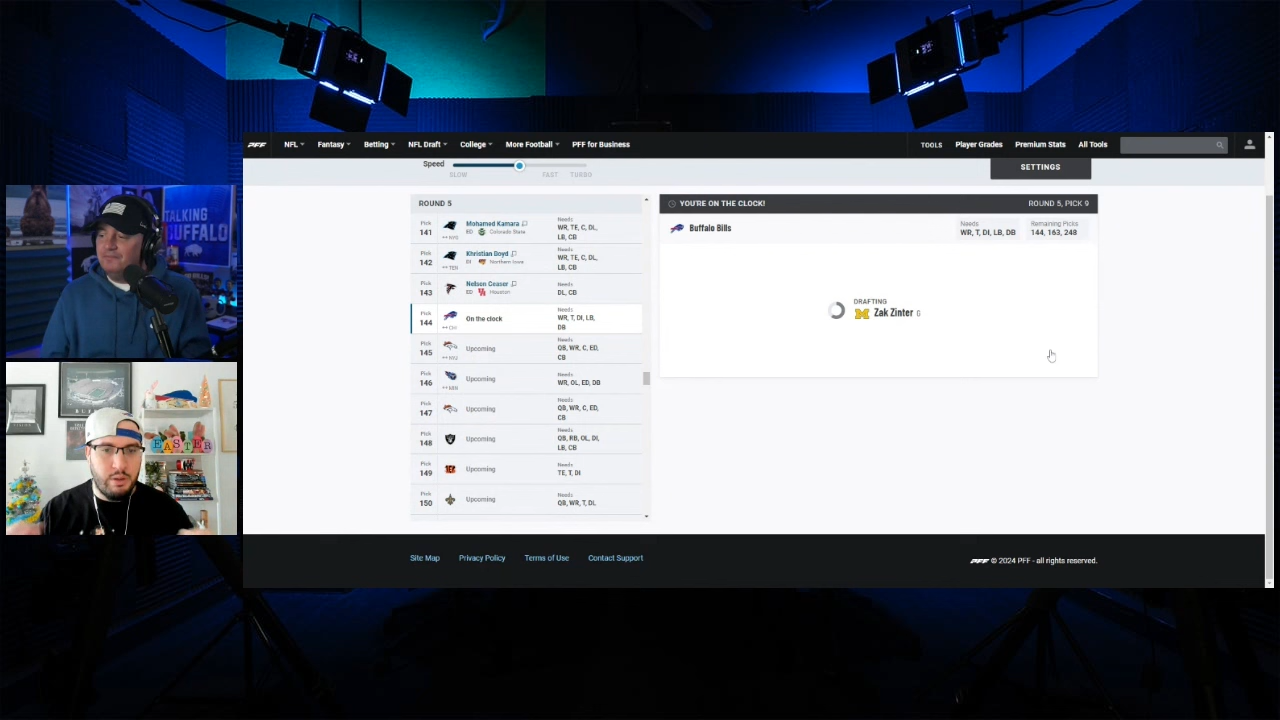 PFF
NFL
Fantasy
Betting
NFL Draft
College
More Football
PFF for Business
TOOLS
Player Grades
Premium Stats
All Tools
Speed
SLOW
FAST
TURBO
SETTINGS
ROUND 5
Pick
141
Mohamed Kamara
ED
Colorado State
Needs
WR, TE, C, DL,
LB, CB
Pick
142
Khristian Boyd
DI
Northern Iowa
Needs
WR, TE, C, DL,
LB, CB
Pick
143
Nelson Ceaser
ED
Houston
Needs
DL, CB
Pick
144
On the clock
Needs
WR, T, DI, LB,
DB
Pick
145
Upcoming
Needs
QB, WR, C, ED,
CB
Pick
146
Upcoming
Needs
WR, OL, ED, DB
Pick
147
Upcoming
Needs
QB, WR, C, ED,
CB
Pick
148
Upcoming
Needs
QB, RB, OL, DI,
LB, CB
Pick
149
Upcoming
Needs
TE, T, DI
Pick
150
Upcoming
Needs
QB, WR, T, DL
YOU'RE ON THE CLOCK!
ROUND 5, PICK 9
Buffalo Bills
Needs
WR, T, DI, LB, DB
Remaining Picks
144, 163, 248
DRAFTING
Zak Zinter G
Site Map
Privacy Policy
Terms of Use
Contact Support
PFF © 2024 PFF - all rights reserved.
TALKING
BUFFALO
EASTER